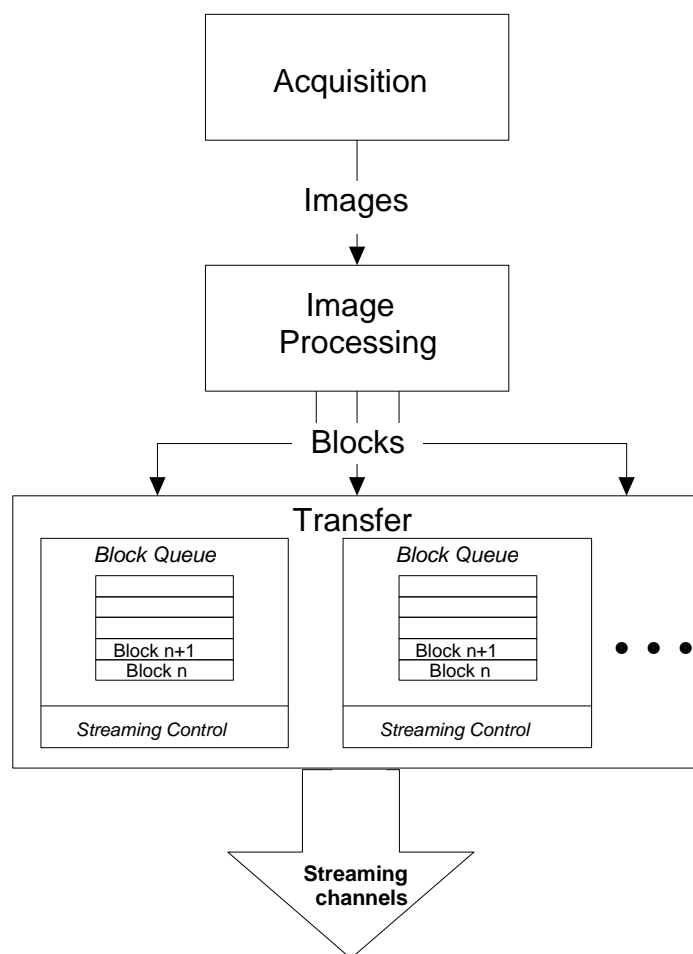 Acquisition
Images
Image
Processing
Blocks
Transfer
Block Queue
Block n+1
Block n
Streaming Control
Block Queue
Block n+1
Block n
Streaming Control
Streaming
channels